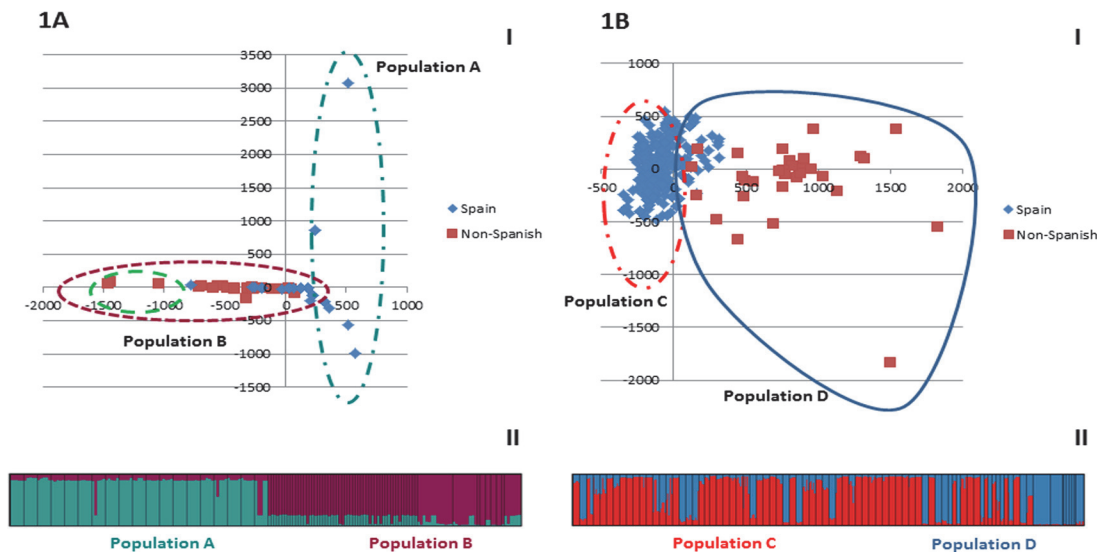 1A
I
Population A
3500
3000
2500
2000
1500
1000
500
0
-500
-1000
-1500
-2000 -1500 -1000 -500 0 500 1000
Spain
Non-Spanish
Population B
II
Population A Population B
1B
I
1000
500
0
-500
-1000
-1500
-2000
-500 0 500 1000 1500 2000
Spain
Non-Spanish
Population C
Population D
II
Population C Population D